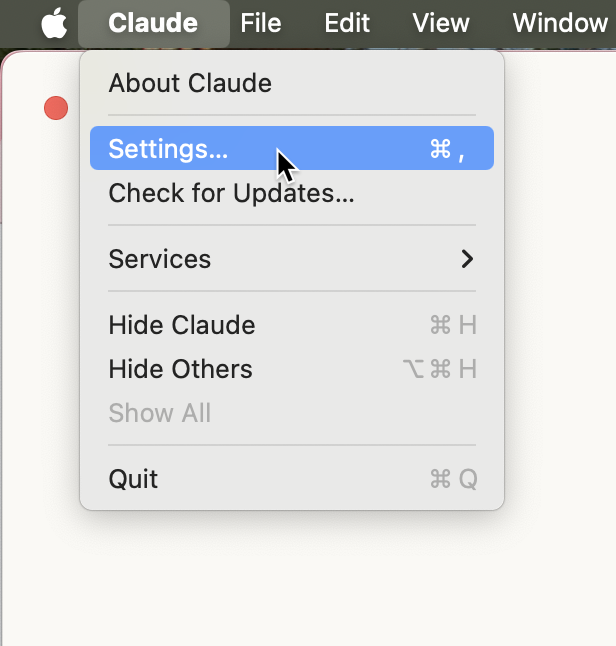 Claude File Edit View Window
About Claude
Settings... ⌘ ,
Check for Updates...
Services
Hide Claude ⌘ H
Hide Others ⌥ ⌘ H
Show All
Quit ⌘ Q